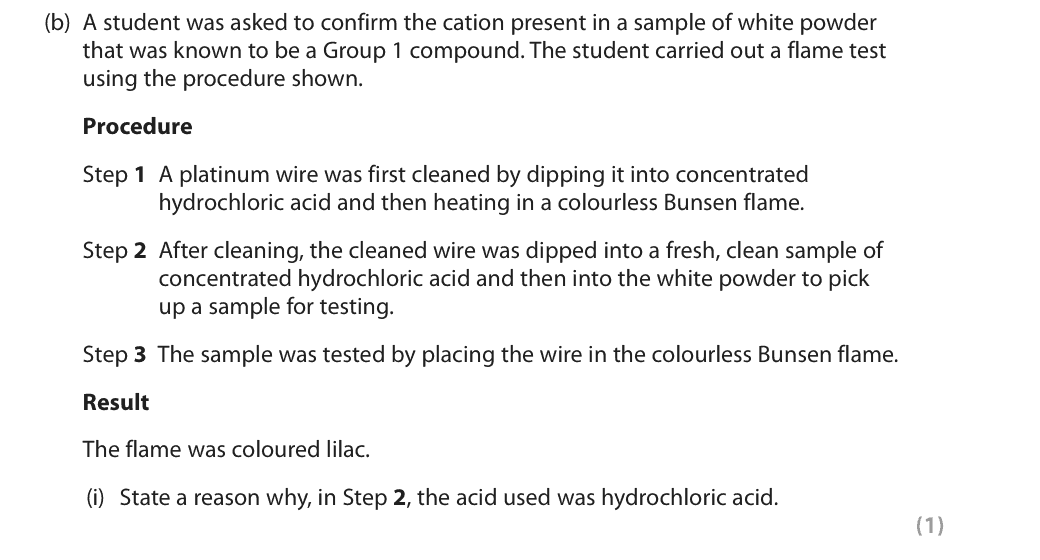 (b) A student was asked to confirm the cation present in a sample of white powder
that was known to be a Group 1 compound. The student carried out a flame test
using the procedure shown.
Procedure
Step 1 A platinum wire was first cleaned by dipping it into concentrated
hydrochloric acid and then heating in a colourless Bunsen flame.
Step 2 After cleaning, the cleaned wire was dipped into a fresh, clean sample of
concentrated hydrochloric acid and then into the white powder to pick
up a sample for testing.
Step 3 The sample was tested by placing the wire in the colourless Bunsen flame.
Result
The flame was coloured lilac.
(i) State a reason why, in Step 2, the acid used was hydrochloric acid.
(1)